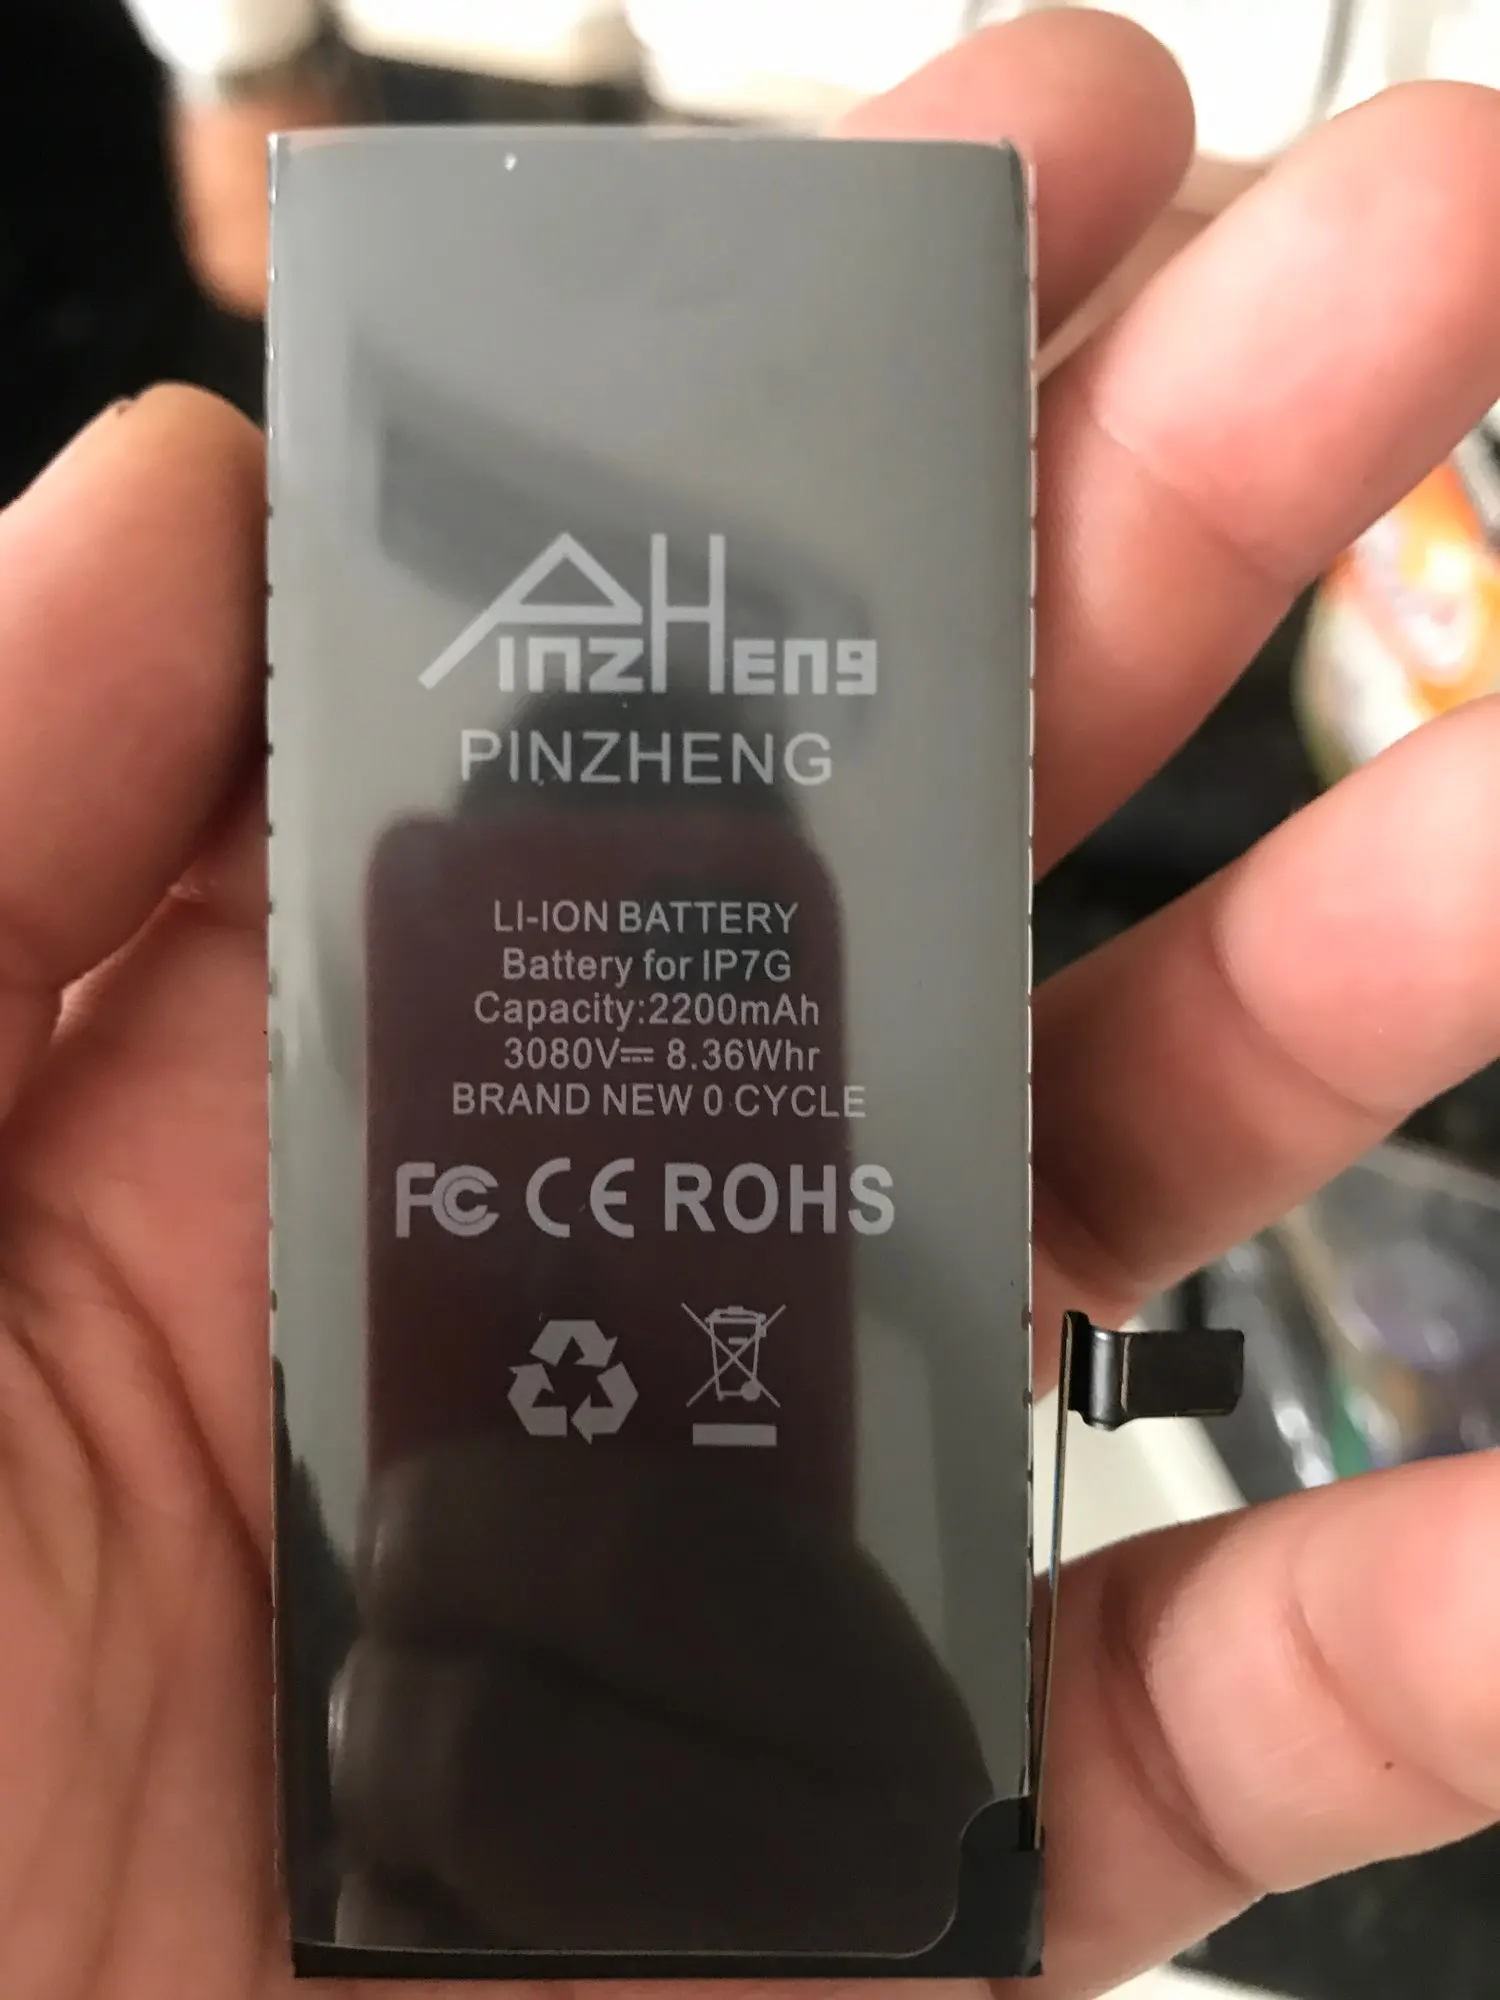 PINZHENG
PINZHENG
LI-ION BATTERY
Battery for IP7G
Capacity:2200mAh
3080V⎓ 8.36Whr
BRAND NEW 0 CYCLE
FC CE ROHS